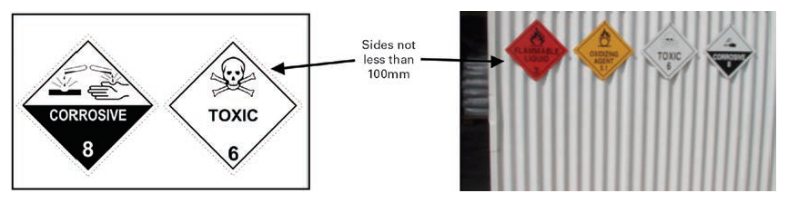 CORROSIVE
8
TOXIC
6
Sides not
less than
100mm
FLAMMABLE
LIQUID
3
OXIDIZING
AGENT
5.1
TOXIC
6
CORROSIVE
8